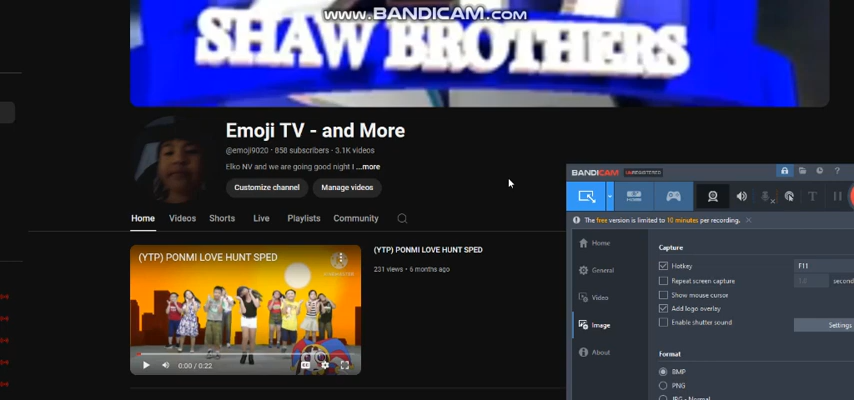 www.BANDICAM.com
SHAW BROTHERS
Emoji TV - and More
@emoji9020 · 858 subscribers · 3.1K videos
Elko NV and we are going good night I ...more
Customize channel
Manage videos
Home Videos Shorts Live Playlists Community
(YTP) PONMI LOVE HUNT SPED
0:00 / 0:22
(YTP) PONMI LOVE HUNT SPED
231 views · 6 months ago
BANDICAM UNREGISTERED
The free version is limited to 10 minutes per recording.
Home
General
Video
Image
About
Capture
Hotkey F11
Repeat screen capture
second
Show mouse cursor
Add logo overlay
Enable shutter sound
Settings
Format
BMP
PNG